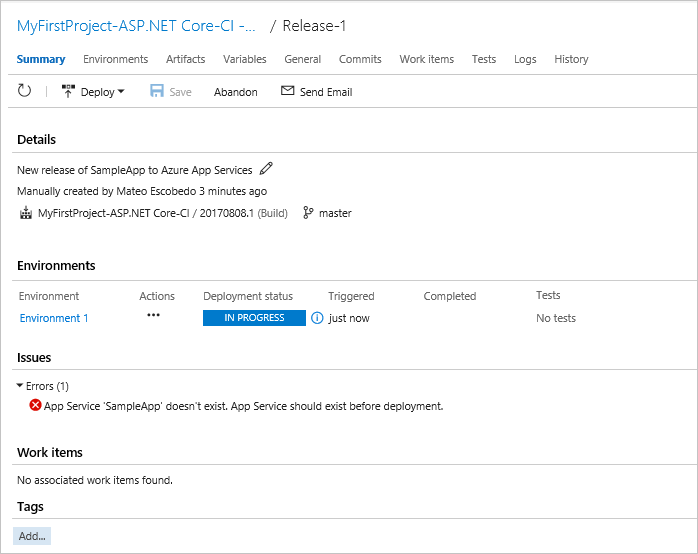 MyFirstProject-ASP.NET Core-CI -... / Release-1
Summary Environments Artifacts Variables General Commits Work items Tests Logs History
Deploy Save Abandon Send Email
Details
New release of SampleApp to Azure App Services
Manually created by Mateo Escobedo 3 minutes ago
MyFirstProject-ASP.NET Core-CI / 20170808.1 (Build) master
Environments
Environment Actions Deployment status Triggered Completed Tests
Environment 1 ••• IN PROGRESS just now No tests
Issues
Errors (1)
App Service 'SampleApp' doesn't exist. App Service should exist before deployment.
Work items
No associated work items found.
Tags
Add...